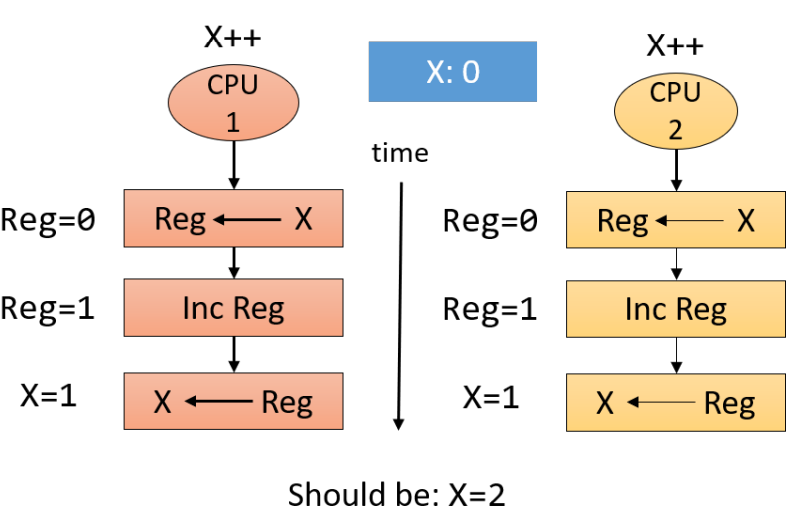 X++
CPU
1
X: 0
X++
CPU
2
time
Reg=0
Reg X
Reg=0
Reg X
Reg=1
Inc Reg
Reg=1
Inc Reg
X=1
X Reg
X=1
X Reg
Should be: X=2